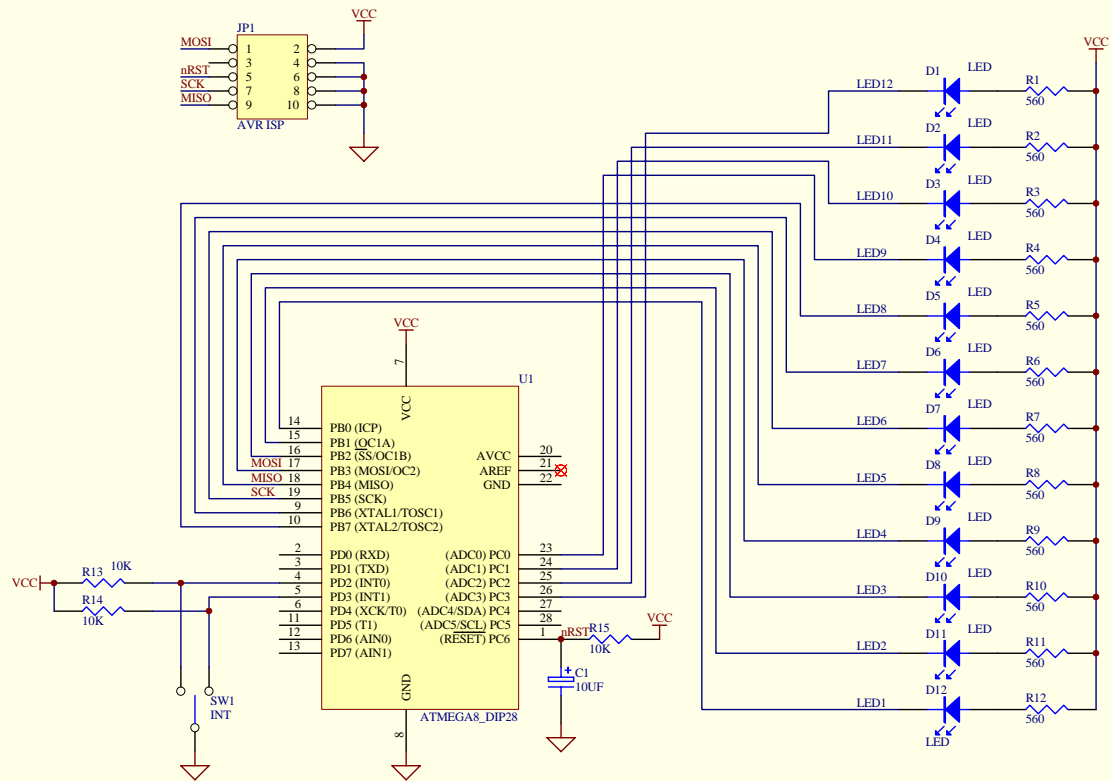 VCC
JP1
MOSI 1 2
3 4
nRST 5 6
SCK 7 8
MISO 9 10
AVR ISP
VCC
LED12 D1 LED R1 560
LED11 D2 LED R2 560
LED10 D3 LED R3 560
LED9 D4 LED R4 560
LED8 D5 LED R5 560
LED7 D6 LED R6 560
LED6 D7 LED R7 560
LED5 D8 LED R8 560
LED4 D9 LED R9 560
LED3 D10 LED R10 560
LED2 D11 LED R11 560
LED1 D12 LED R12 560
VCC
7
VCC
U1
14 PB0 (ICP)
15 PB1 (OC1A)
16 PB2 (SS/OC1B)
MOSI 17 PB3 (MOSI/OC2)
MISO 18 PB4 (MISO)
SCK 19 PB5 (SCK)
9 PB6 (XTAL1/TOSC1)
10 PB7 (XTAL2/TOSC2)
AVCC 20
AREF 21
GND 22
2 PD0 (RXD)
3 PD1 (TXD)
4 PD2 (INT0)
5 PD3 (INT1)
6 PD4 (XCK/T0)
11 PD5 (T1)
12 PD6 (AIN0)
13 PD7 (AIN1)
(ADC0) PC0 23
(ADC1) PC1 24
(ADC2) PC2 25
(ADC3) PC3 26
(ADC4/SDA) PC4 27
(ADC5/SCL) PC5 28
(RESET) PC6 1
GND
8
ATMEGA8_DIP28
VCC
R13 10K
R14
10K
SW1
INT
nRST R15
10K
VCC
C1
+
10UF